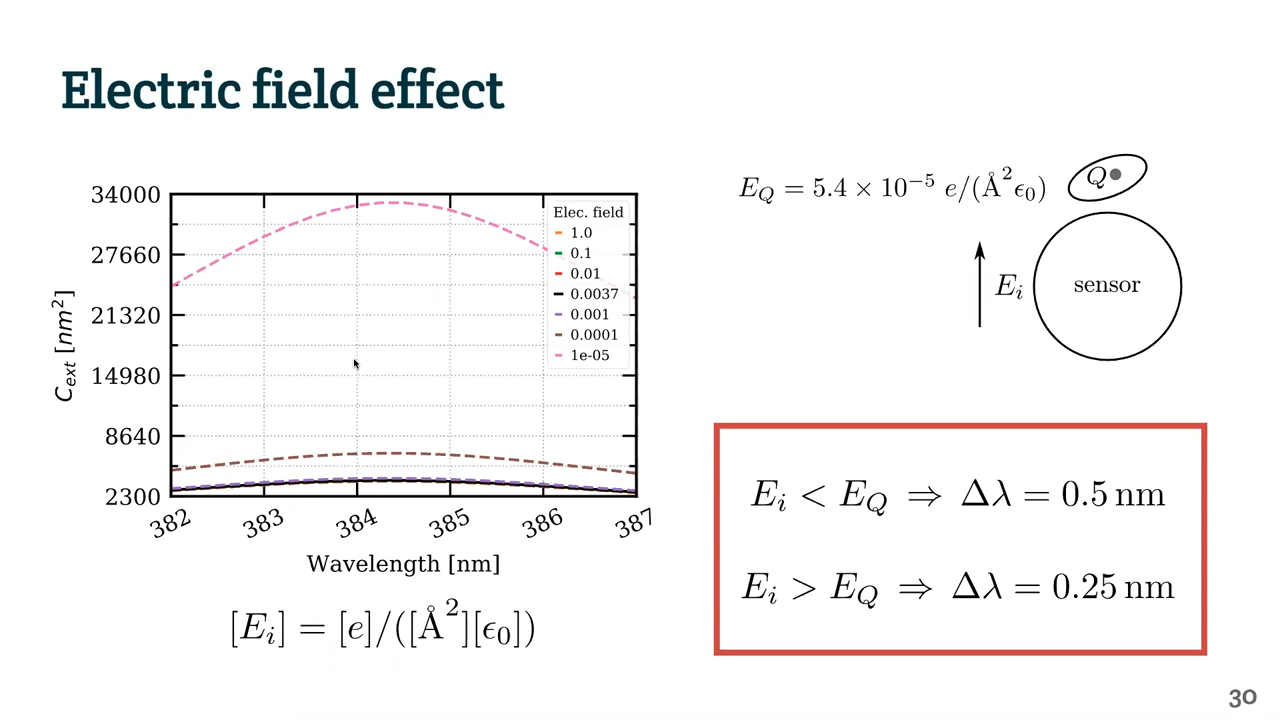 Electric field effect
34000
27660
21320
14980
8640
2300
C_ext [nm²]
382 383 384 385 386 387
Wavelength [nm]
Elec. field
1.0
0.1
0.01
0.0037
0.001
0.0001
1e-05
[E_i] = [e]/([Å²][ϵ₀])
E_Q = 5.4 × 10⁻⁵ e/(Å²ϵ₀)
Q
E_i
sensor
E_i < E_Q ⇒ Δλ = 0.5 nm
E_i > E_Q ⇒ Δλ = 0.25 nm
30